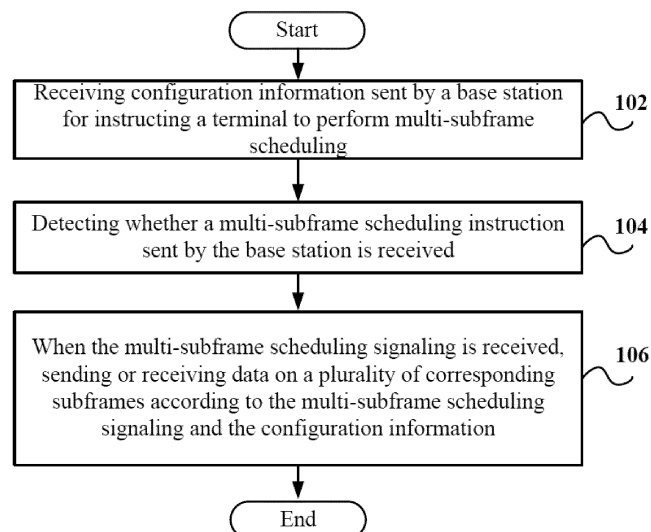 Start
Receiving configuration information sent by a base station
for instructing a terminal to perform multi-subframe
scheduling
102
Detecting whether a multi-subframe scheduling instruction
sent by the base station is received
104
When the multi-subframe scheduling signaling is received,
sending or receiving data on a plurality of corresponding
subframes according to the multi-subframe scheduling
signaling and the configuration information
106
End